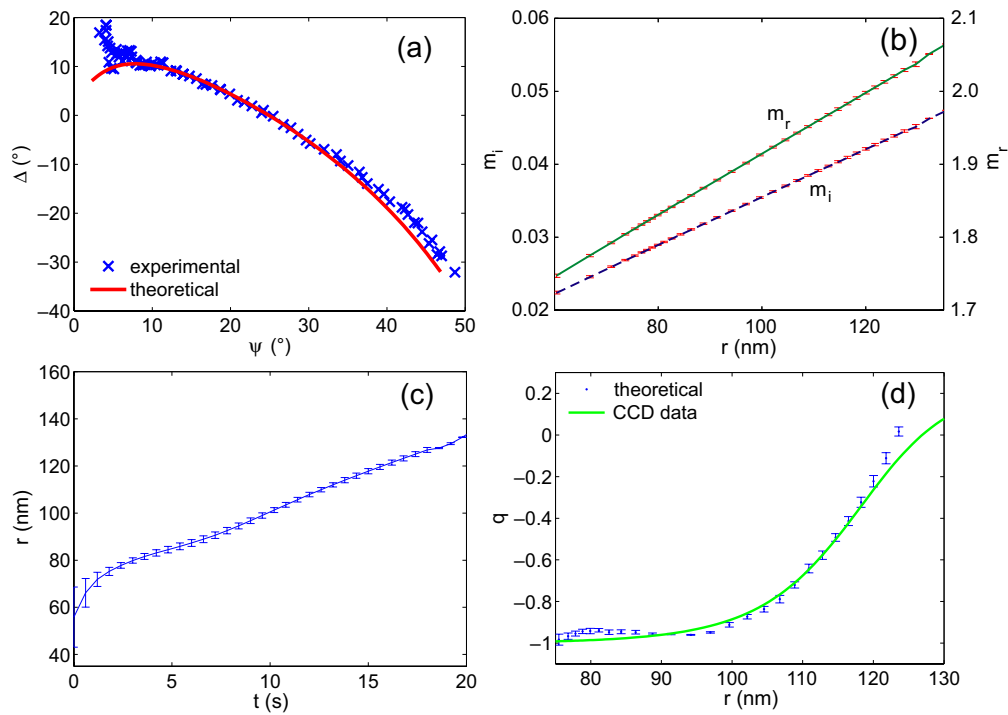 20
10
0
−10
−20
−30
−40
Δ (°)
(a)
experimental
theoretical
0
10
20
30
40
50
ψ (°)
0.06
0.05
0.04
0.03
0.02
m_i
(b)
m_r
m_i
2.1
2.0
1.9
1.8
1.7
m_r
80
100
120
r (nm)
160
140
120
100
80
60
40
r (nm)
(c)
0
5
10
15
20
t (s)
0.2
0
−0.2
−0.4
−0.6
−0.8
−1
q
theoretical
CCD data
(d)
75
80
90
100
110
120
130
r (nm)